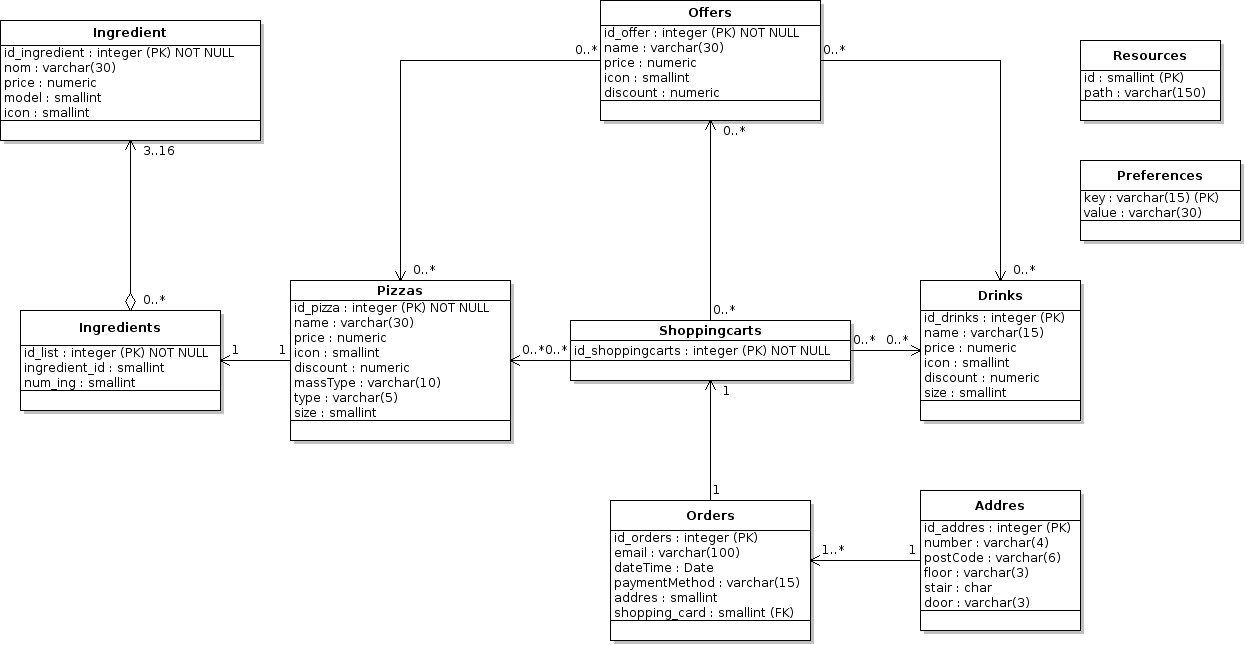 Ingredient
id_ingredient : integer (PK) NOT NULL
nom : varchar(30)
price : numeric
model : smallint
icon : smallint
3..16
0..*
Ingredients
id_list : integer (PK) NOT NULL
ingredient_id : smallint
num_ing : smallint
1
1
Offers
id_offer : integer (PK) NOT NULL
name : varchar(30)
price : numeric
icon : smallint
discount : numeric
0..*
0..*
0..*
0..*
0..*
0..*
Pizzas
id_pizza : integer (PK) NOT NULL
name : varchar(30)
price : numeric
icon : smallint
discount : numeric
massType : varchar(10)
type : varchar(5)
size : smallint
0..*0..*
Shoppingcarts
id_shoppingcarts : integer (PK) NOT NULL
0..* 0..*
1
1
Drinks
id_drinks : integer (PK)
name : varchar(15)
price : numeric
icon : smallint
discount : numeric
size : smallint
Resources
id : smallint (PK)
path : varchar(150)
Preferences
key : varchar(15) (PK)
value : varchar(30)
Orders
id_orders : integer (PK)
email : varchar(100)
dateTime : Date
paymentMethod : varchar(15)
addres : smallint
shopping_card : smallint (FK)
1..* 1
Addres
id_addres : integer (PK)
number : varchar(4)
postCode : varchar(6)
floor : varchar(3)
stair : char
door : varchar(3)